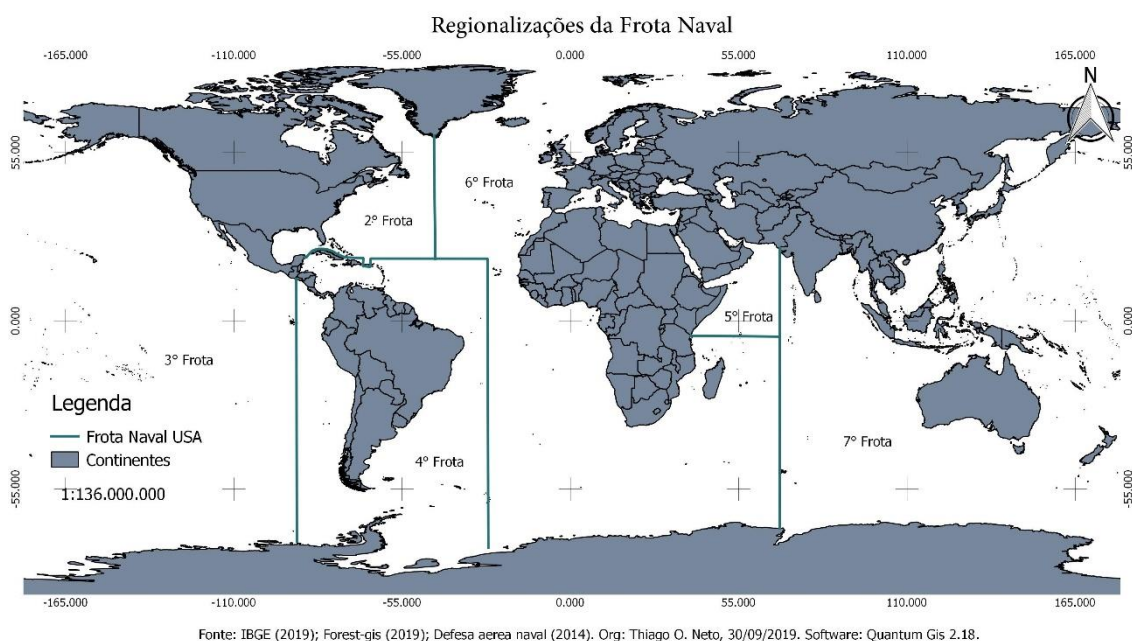 Regionalizações da Frota Naval
-165.000 -110.000 -55.000 0.000 55.000 110.000 165.000
N
55.000 55.000
6° Frota
2° Frota
5° Frota
0.000 0.000
3° Frota
Legenda
Frota Naval USA
7° Frota
Continentes
4° Frota
1:136.000.000
-55.000 -55.000
-165.000 -110.000 -55.000 0.000 55.000 110.000 165.000
Fonte: IBGE (2019); Forest-gis (2019); Defesa aerea naval (2014). Org: Thiago O. Neto, 30/09/2019. Software: Quantum Gis 2.18.